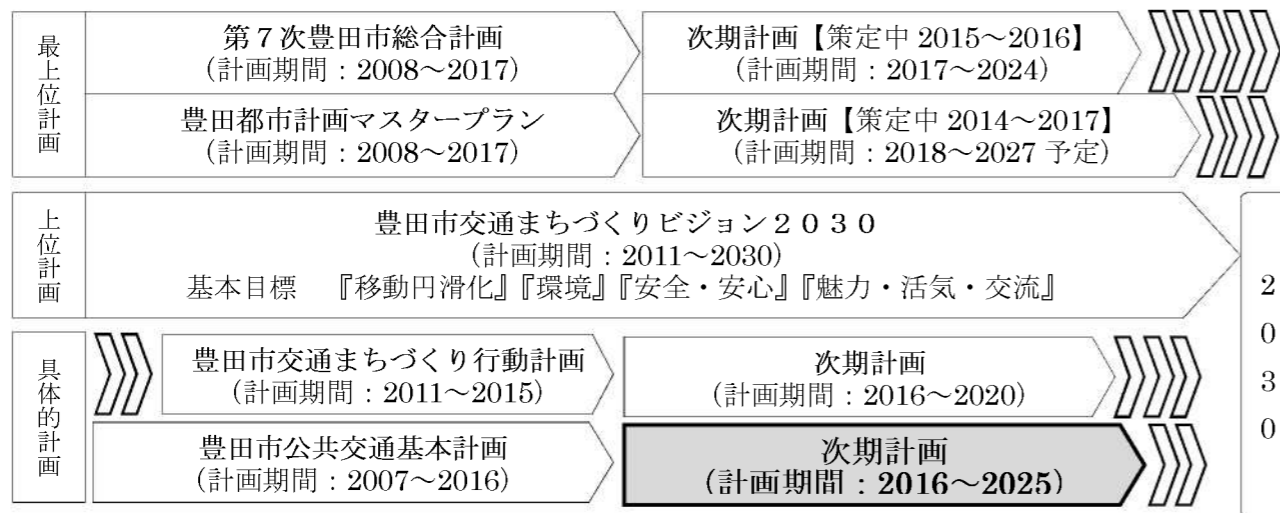 最上位計画
第７次豊田市総合計画
(計画期間：2008～2017)
次期計画【策定中 2015～2016】
(計画期間：2017～2024)
豊田都市計画マスタープラン
(計画期間：2008～2017)
次期計画【策定中 2014～2017】
(計画期間：2018～2027 予定)
上位計画
豊田市交通まちづくりビジョン２０３０
(計画期間：2011～2030)
基本目標　『移動円滑化』『環境』『安全・安心』『魅力・活気・交流』
具体的計画
豊田市交通まちづくり行動計画
(計画期間：2011～2015)
次期計画
(計画期間：2016～2020)
豊田市公共交通基本計画
(計画期間：2007～2016)
次期計画
(計画期間：2016～2025)
２０３０